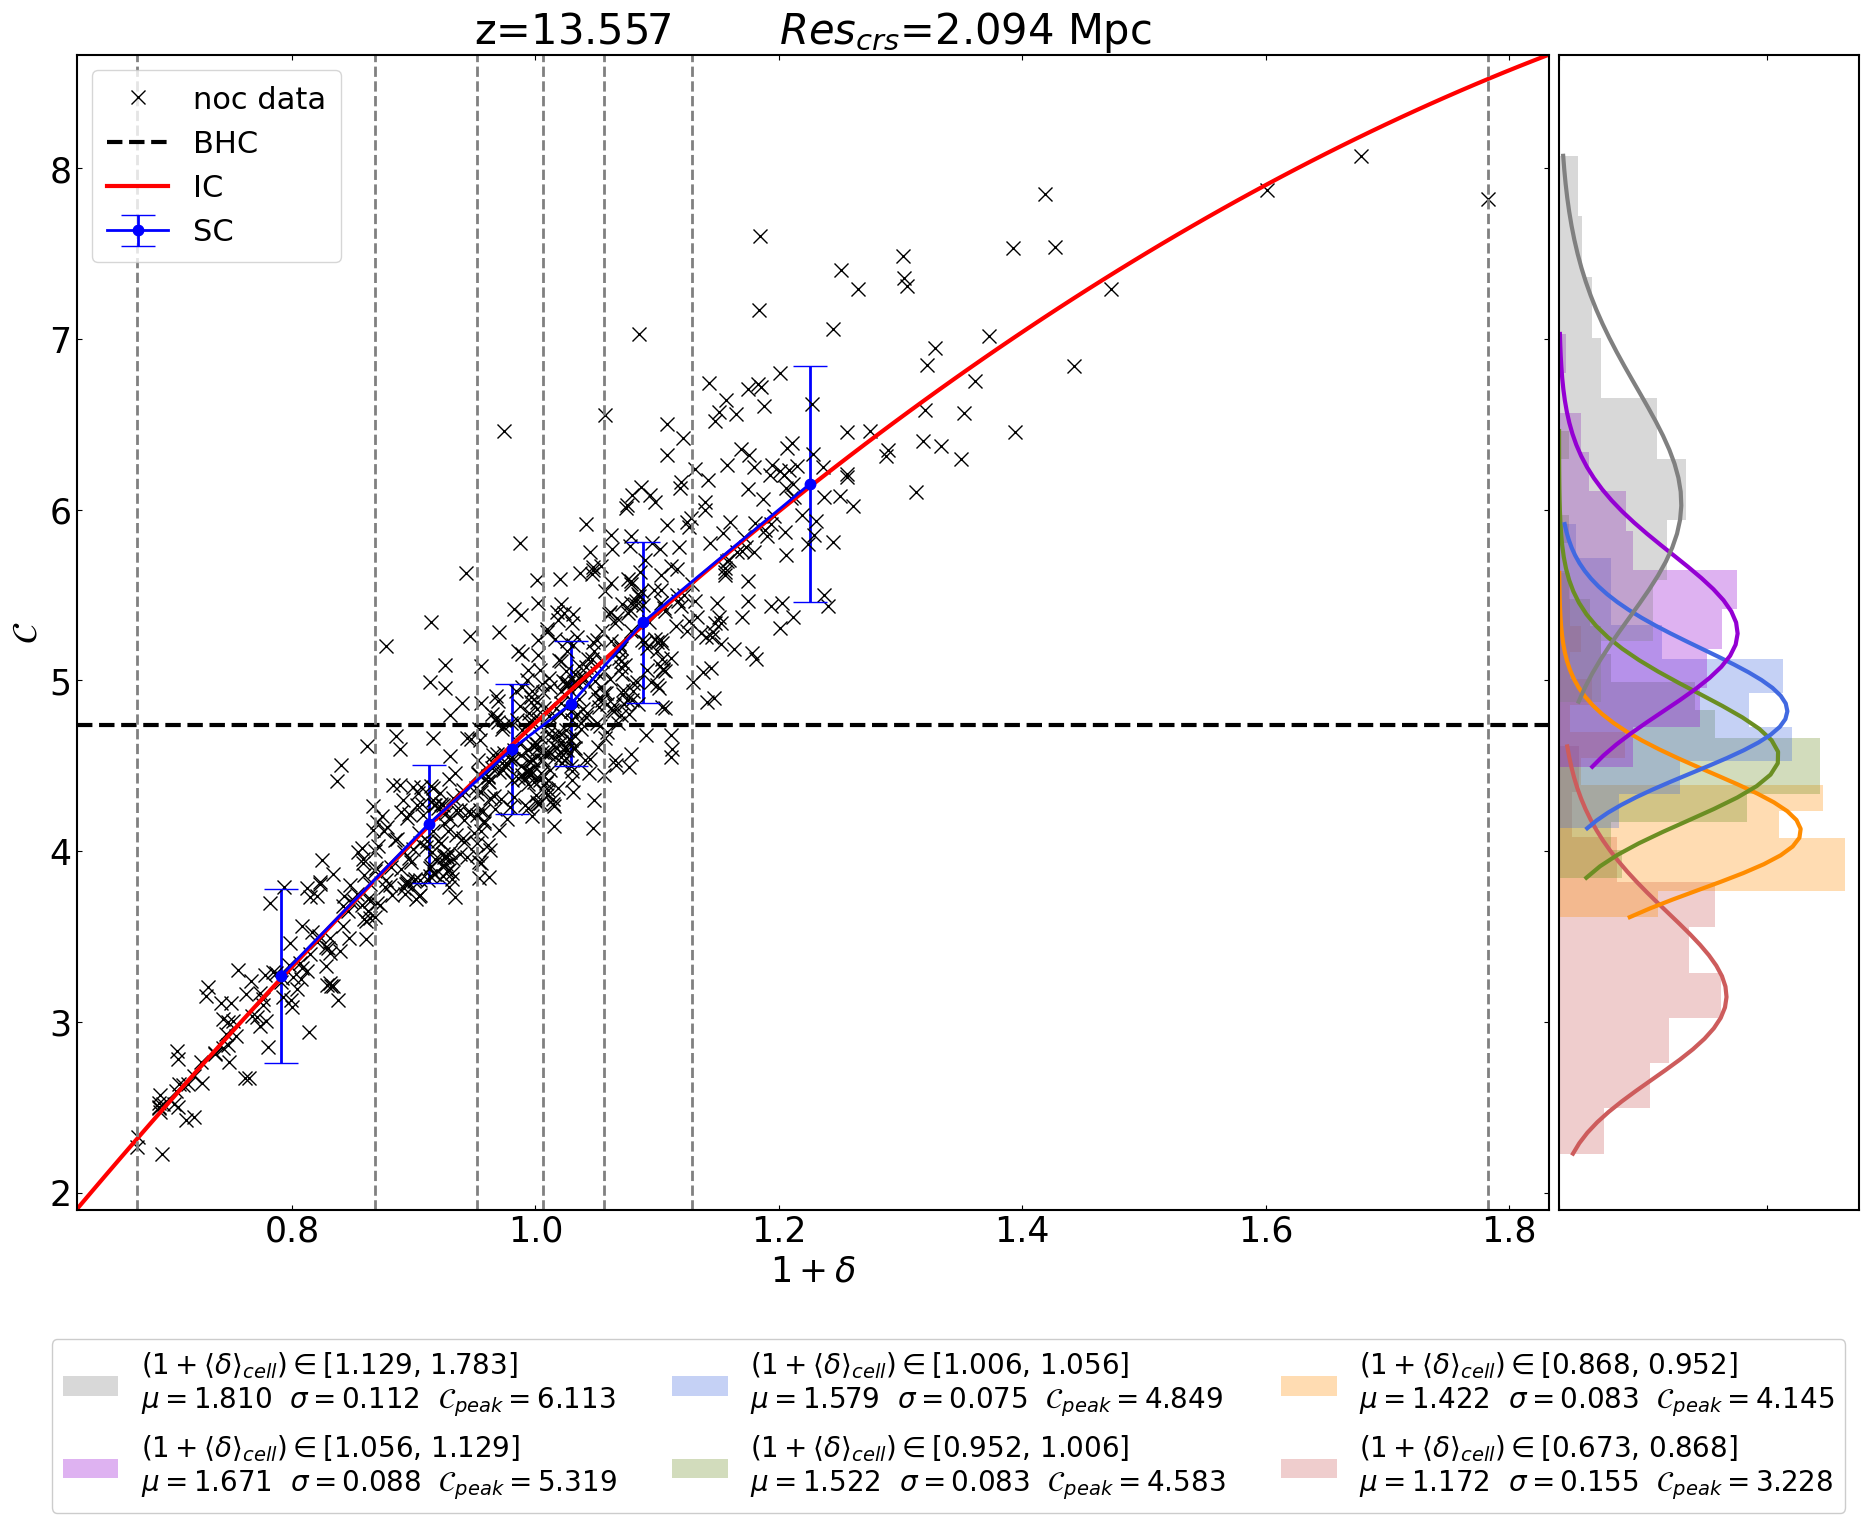 z=13.557 Res_crs=2.094 Mpc
noc data
BHC
IC
SC
8
7
6
5
4
3
2
𝒞
0.8 1.0 1.2 1.4 1.6 1.8
1 + δ
(1 + ⟨δ⟩_cell) ∈ [1.129, 1.783]
μ = 1.810 σ = 0.112 𝒞_peak = 6.113
(1 + ⟨δ⟩_cell) ∈ [1.056, 1.129]
μ = 1.671 σ = 0.088 𝒞_peak = 5.319
(1 + ⟨δ⟩_cell) ∈ [1.006, 1.056]
μ = 1.579 σ = 0.075 𝒞_peak = 4.849
(1 + ⟨δ⟩_cell) ∈ [0.952, 1.006]
μ = 1.522 σ = 0.083 𝒞_peak = 4.583
(1 + ⟨δ⟩_cell) ∈ [0.868, 0.952]
μ = 1.422 σ = 0.083 𝒞_peak = 4.145
(1 + ⟨δ⟩_cell) ∈ [0.673, 0.868]
μ = 1.172 σ = 0.155 𝒞_peak = 3.228